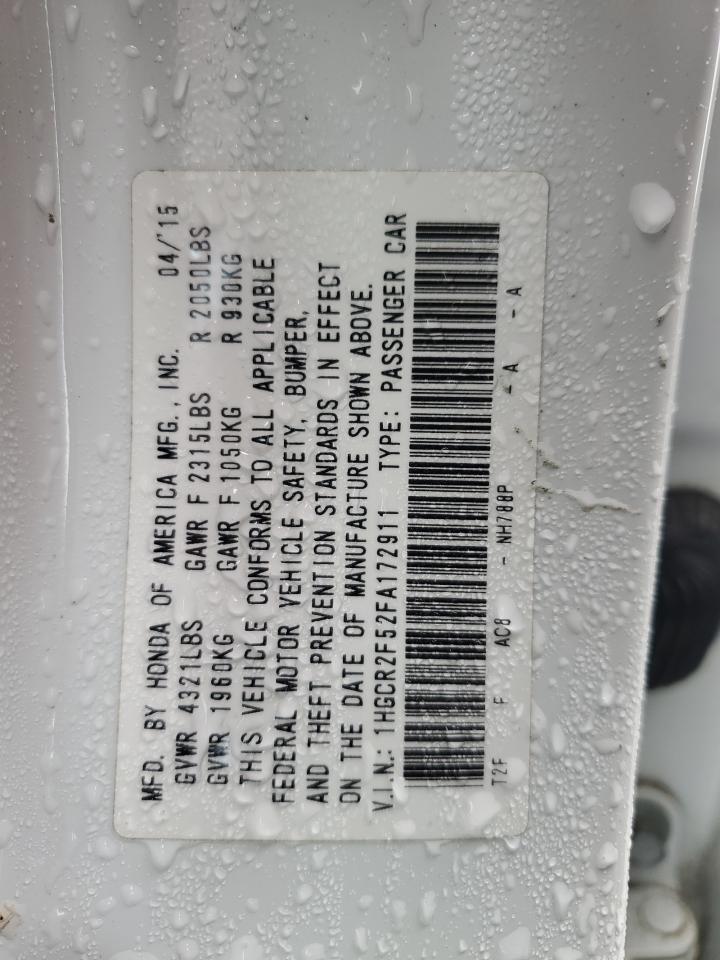 MFD. BY HONDA OF AMERICA MFG., INC. 04/'15
GVWR 4321LBS GAWR F 2315LBS R 2050LBS
GVWR 1960KG GAWR F 1050KG R 930KG
THIS VEHICLE CONFORMS TO ALL APPLICABLE
FEDERAL MOTOR VEHICLE SAFETY, BUMPER,
AND THEFT PREVENTION STANDARDS IN EFFECT
ON THE DATE OF MANUFACTURE SHOWN ABOVE.
V.I.N.: 1HGCR2F52FA172911 TYPE: PASSENGER CAR
T2F F AC8 - NH788P - A - A